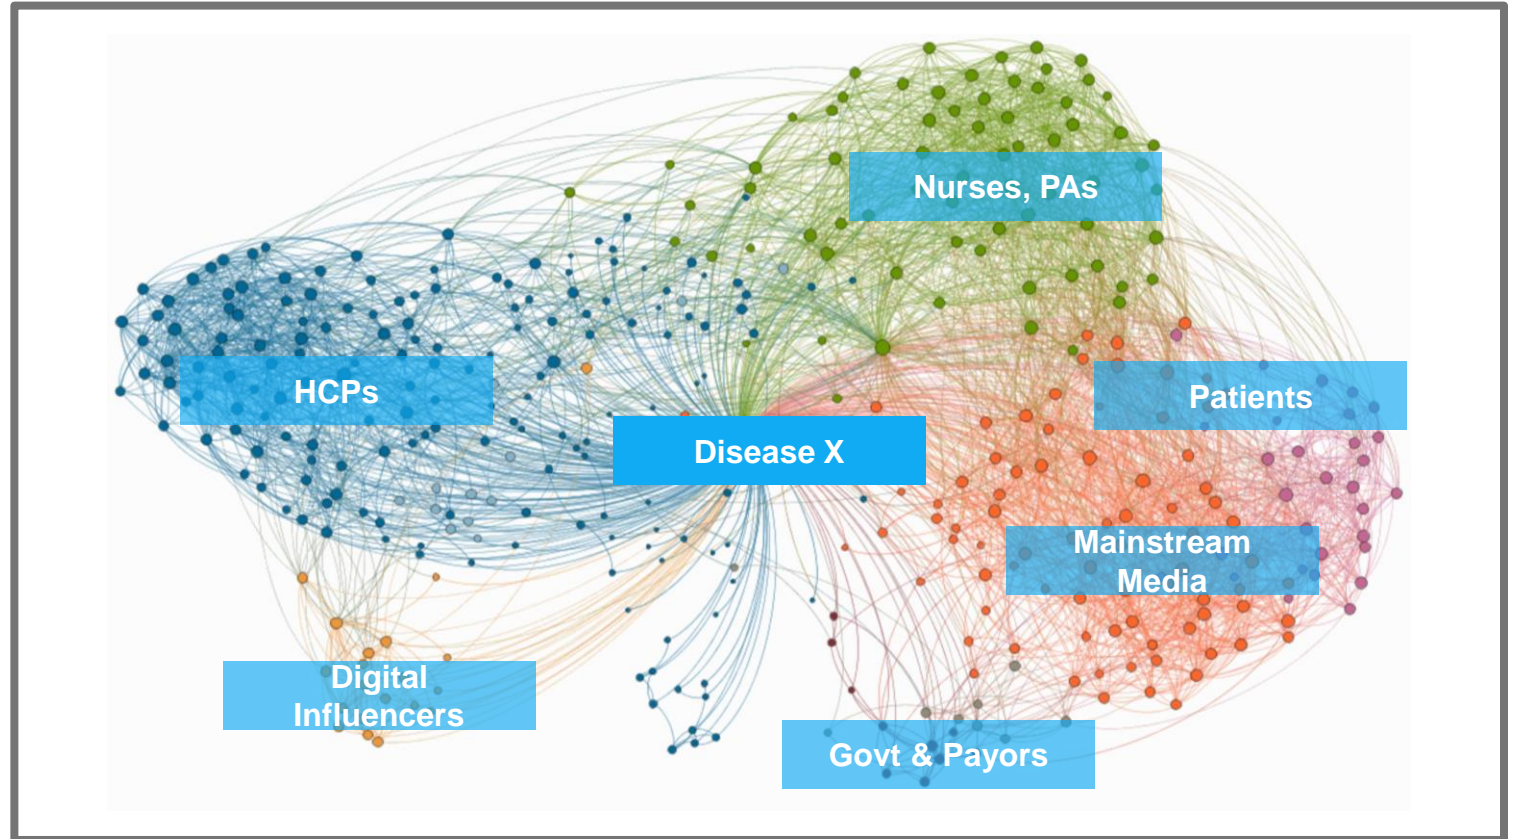 Nurses, PAs
HCPs
Patients
Disease X
Mainstream
Media
Digital
Influencers
Govt & Payors